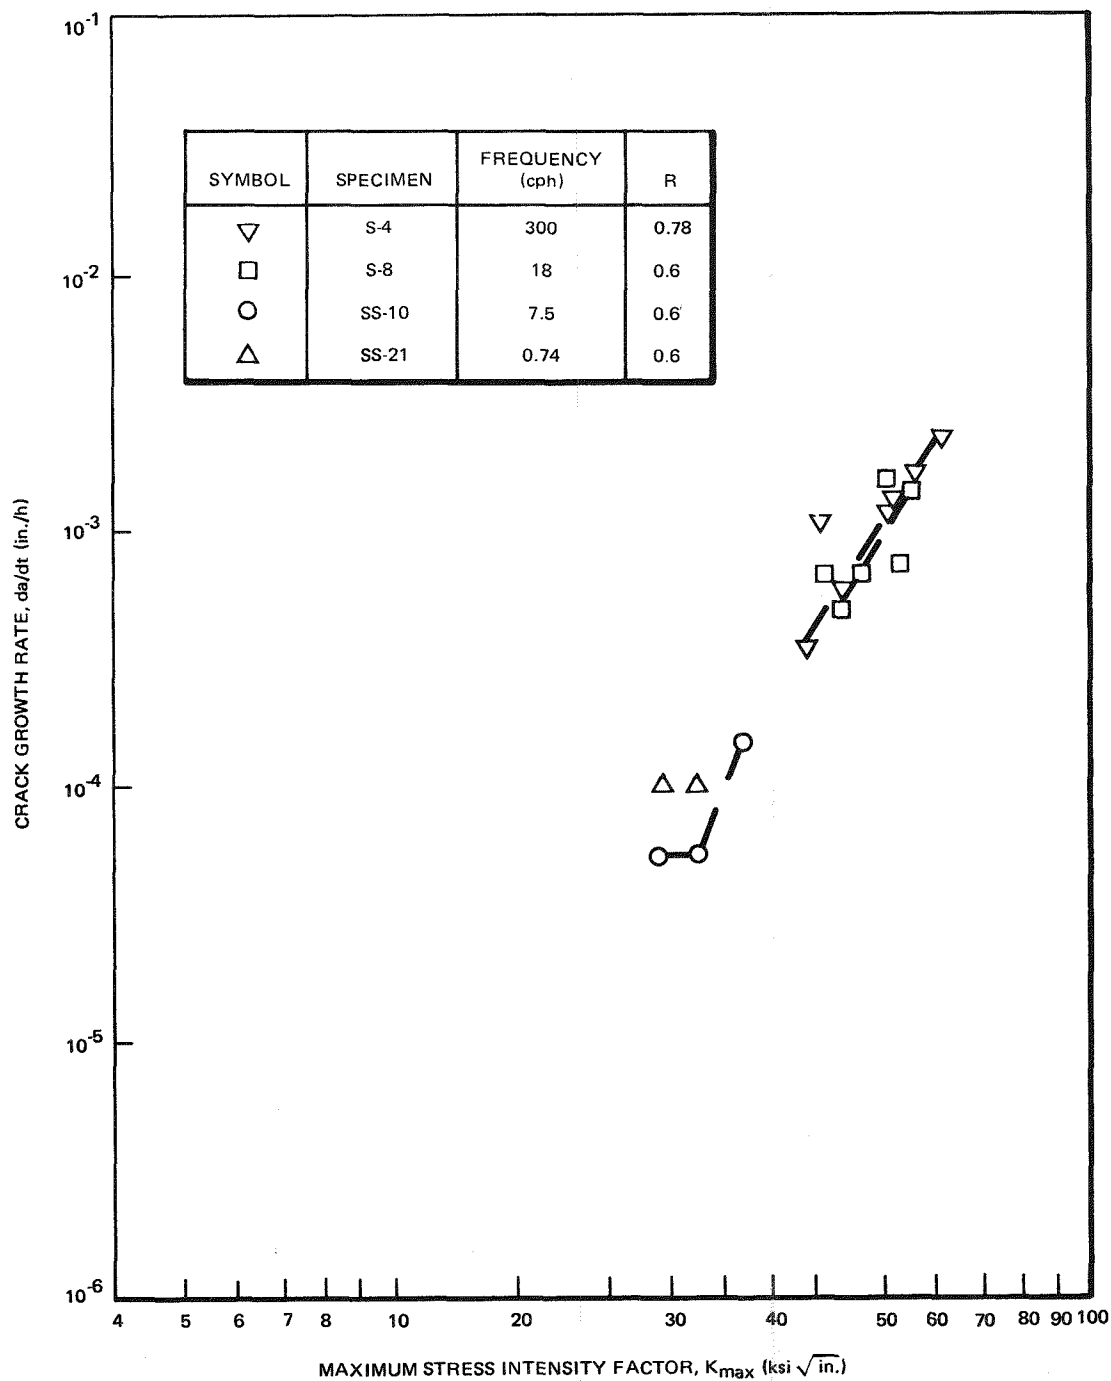 10-1
SYMBOL SPECIMEN FREQUENCY (cph) R
S-4 300 0.78
S-8 18 0.6
SS-10 7.5 0.6
SS-21 0.74 0.6
10-2
10-3
10-4
10-5
10-6
CRACK GROWTH RATE, da/dt (in./h)
4 5 6 7 8 10 20 30 40 50 60 70 80 90 100
MAXIMUM STRESS INTENSITY FACTOR, Kmax (ksi √in.)